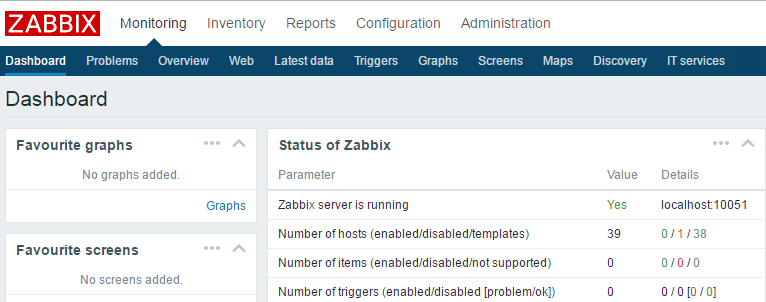 ZABBIX Monitoring Inventory Reports Configuration Administration
Dashboard Problems Overview Web Latest data Triggers Graphs Screens Maps Discovery IT services
Dashboard
Favourite graphs
No graphs added.
Graphs
Favourite screens
No screens added.
Status of Zabbix
Parameter Value Details
Zabbix server is running Yes localhost:10051
Number of hosts (enabled/disabled/templates) 39 0 / 1 / 38
Number of items (enabled/disabled/not supported) 0 0 / 0 / 0
Number of triggers (enabled/disabled [problem/ok]) 0 0 / 0 [0 / 0]